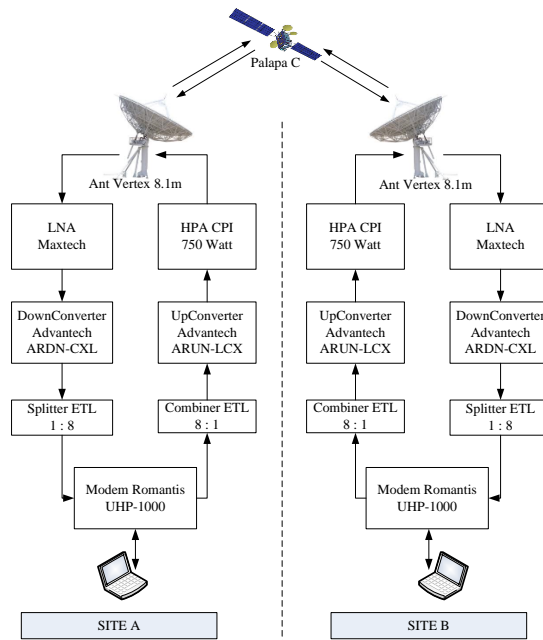 Palapa C
Ant Vertex 8.1m
Ant Vertex 8.1m
LNA
Maxtech
HPA CPI
750 Watt
HPA CPI
750 Watt
LNA
Maxtech
DownConverter
Advantech
ARDN-CXL
UpConverter
Advantech
ARUN-LCX
UpConverter
Advantech
ARUN-LCX
DownConverter
Advantech
ARDN-CXL
Splitter ETL
1 : 8
Combiner ETL
8 : 1
Combiner ETL
8 : 1
Splitter ETL
1 : 8
Modem Romantis
UHP-1000
Modem Romantis
UHP-1000
SITE A
SITE B